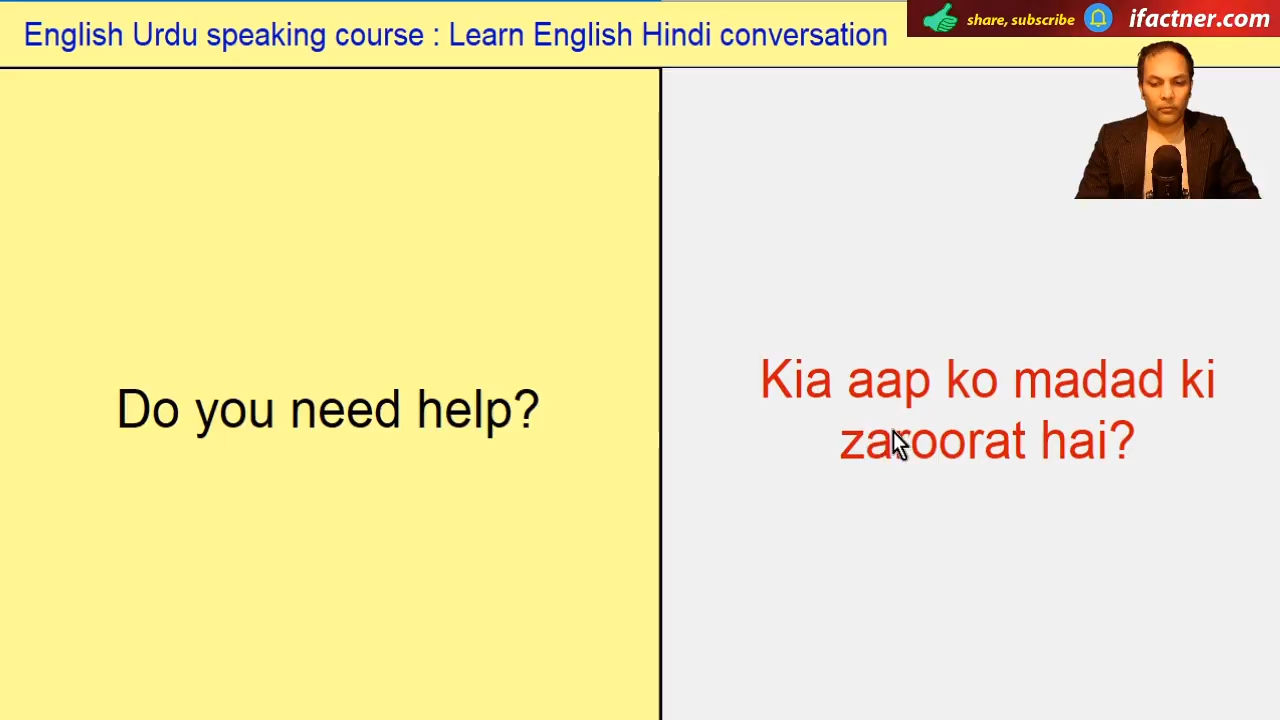 English Urdu speaking course : Learn English Hindi conversation
share, subscribe
ifactner.com
Do you need help?
Kia aap ko madad ki
zaroorat hai?